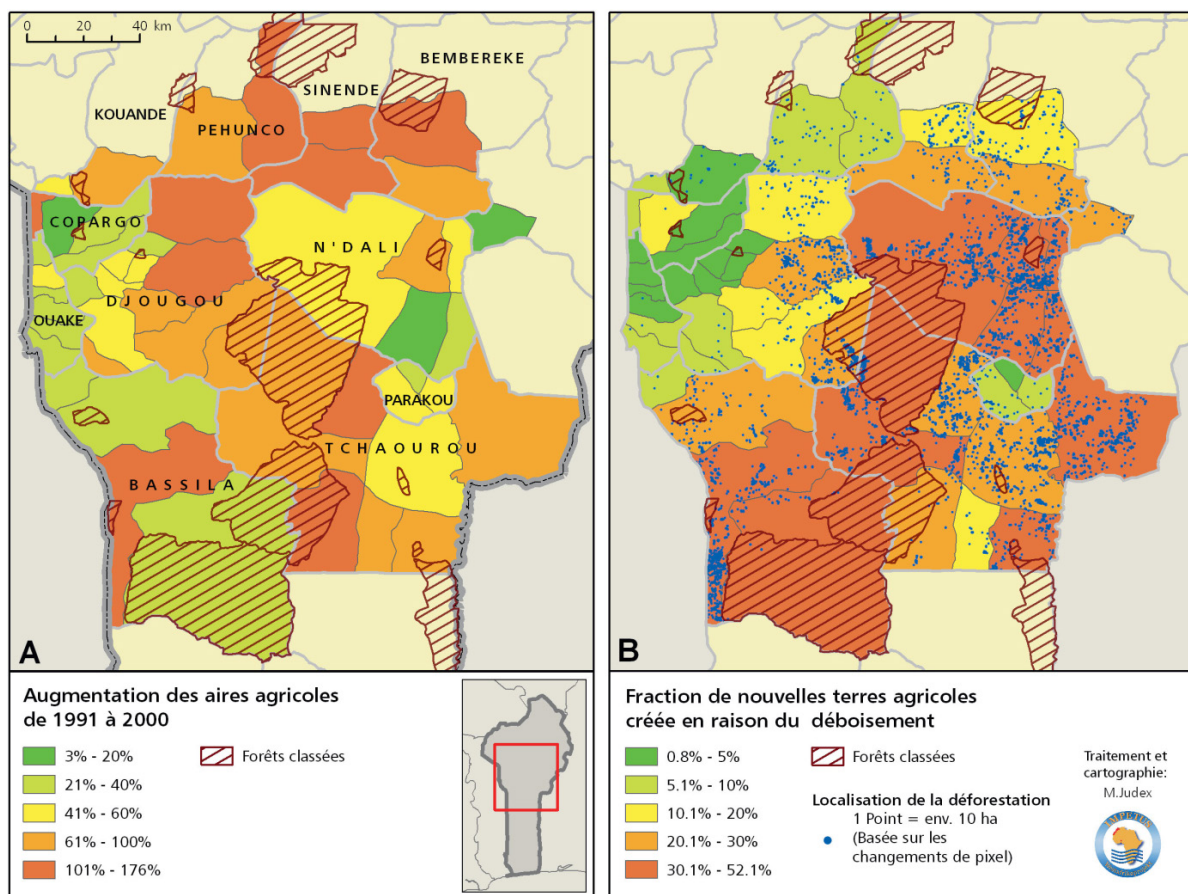 0 20 40 km
BEMBEREKE
SINENDE
KOUANDE
PEHUNCO
COPARGO
N'DALI
DJOUGOU
OUAKE
PARAKOU
TCHAOUROU
BASSILA
A
B
Augmentation des aires agricoles
de 1991 à 2000
3% - 20%
21% - 40%
41% - 60%
61% - 100%
101% - 176%
Forêts classées
Fraction de nouvelles terres agricoles
créée en raison du déboisement
0.8% - 5%
5.1% - 10%
10.1% - 20%
20.1% - 30%
30.1% - 52.1%
Forêts classées
Localisation de la déforestation
1 Point = env. 10 ha
(Basée sur les
changements de pixel)
Traitement et
cartographie:
M.Judex
IMPETUS